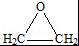 O
H₂C CH₂